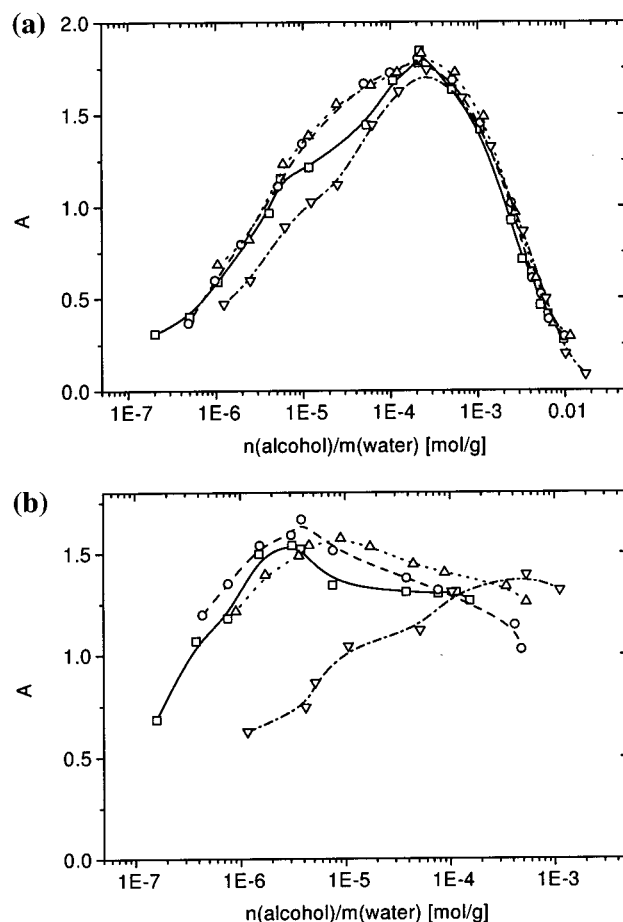 (a)
2.0
1.5
1.0
0.5
0.0
A
1E-7 1E-6 1E-5 1E-4 1E-3 0.01
n(alcohol)/m(water) [mol/g]
(b)
1.5
1.0
0.5
0.0
A
1E-7 1E-6 1E-5 1E-4 1E-3
n(alcohol)/m(water) [mol/g]